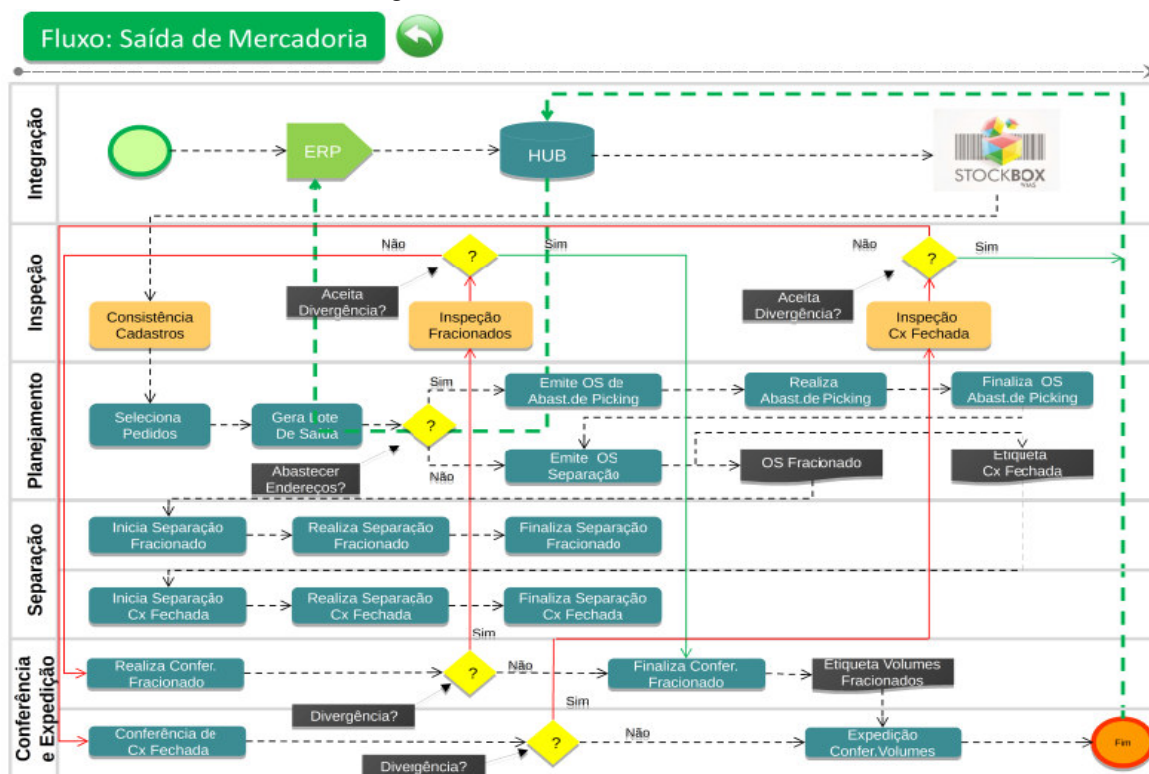 Fluxo: Saída de Mercadoria
Integração
ERP
HUB
STOCKBOX
Inspeção
Não
?
Sim
Não
?
Sim
Aceita
Divergência?
Aceita
Divergência?
Consistência
Cadastros
Inspeção
Fracionados
Inspeção
Cx Fechada
Planejamento
Sim
Emite OS de
Abast.de Picking
Realiza
Abast.de Picking
Finaliza OS
Abast.de Picking
Seleciona
Pedidos
Gera Lote
De Saída
?
Abastecer
Endereços?
Não
Emite OS
Separação
OS Fracionado
Etiqueta
Cx Fechada
Separação
Inicia Separação
Fracionado
Realiza Separação
Fracionado
Finaliza Separação
Fracionado
Inicia Separação
Cx Fechada
Realiza Separação
Cx Fechada
Finaliza Separação
Cx Fechada
Conferência
e Expedição
Sim
Realiza Confer.
Fracionado
?
Não
Finaliza Confer.
Fracionado
Etiqueta Volumes
Fracionados
Divergência?
Sim
Conferência de
Cx Fechada
?
Não
Expedição
Confer.Volumes
Fim
Divergência?